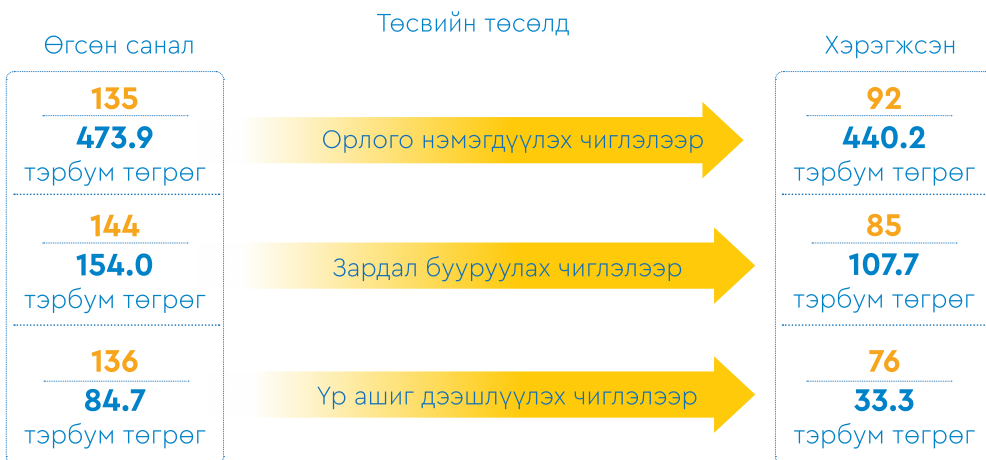 Төсвийн төсөлд
Өгсөн санал
Хэрэгжсэн
135
473.9
тэрбум төгрөг
Орлого нэмэгдүүлэх чиглэлээр
92
440.2
тэрбум төгрөг
144
154.0
тэрбум төгрөг
Зардал бууруулах чиглэлээр
85
107.7
тэрбум төгрөг
136
84.7
тэрбум төгрөг
Үр ашиг дээшлүүлэх чиглэлээр
76
33.3
тэрбум төгрөг